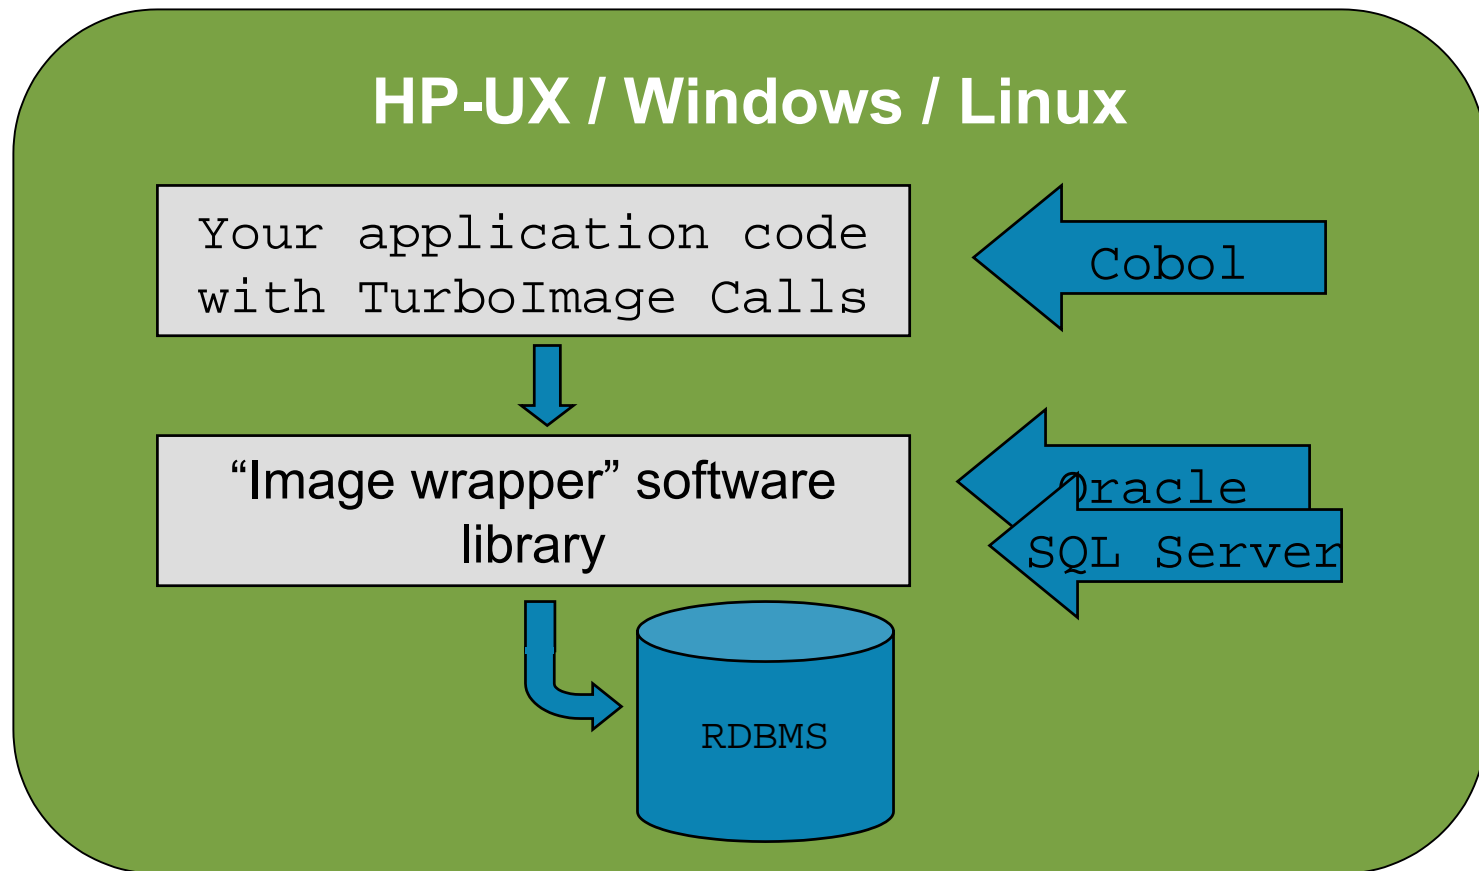 HP-UX / Windows / Linux
Your application code
with TurboImage Calls
Cobol
“Image wrapper” software
library
Oracle
SQL Server
RDBMS